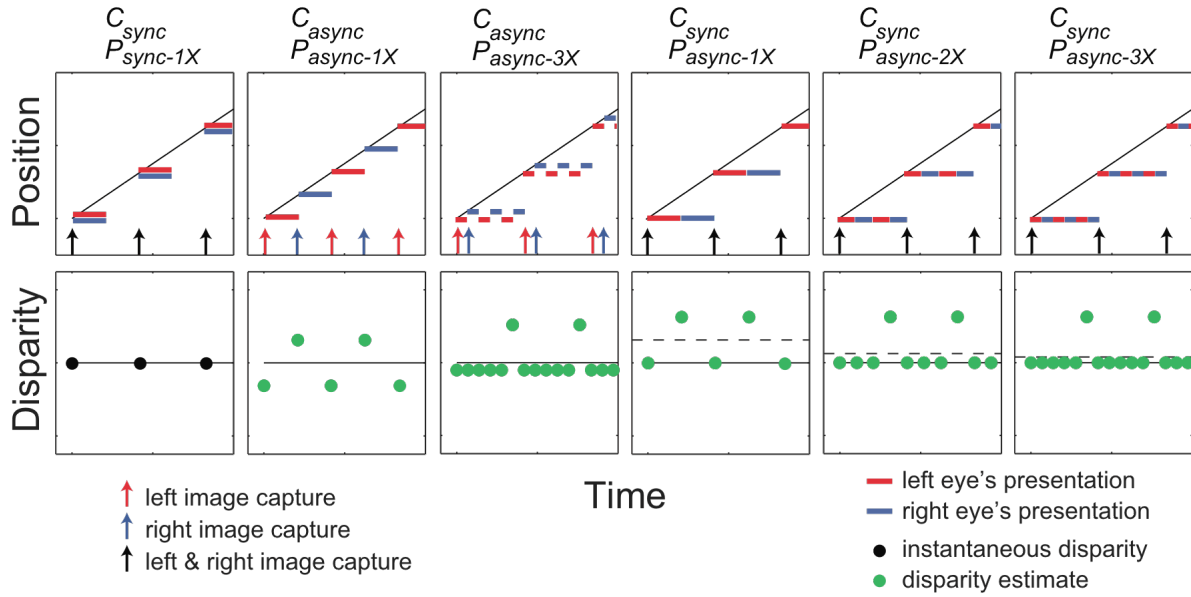 C_sync
P_sync-1X
C_async
P_async-1X
C_async
P_async-3X
C_sync
P_async-1X
C_sync
P_async-2X
C_sync
P_async-3X
Position
Disparity
Time
left image capture
right image capture
left & right image capture
left eye's presentation
right eye's presentation
instantaneous disparity
disparity estimate